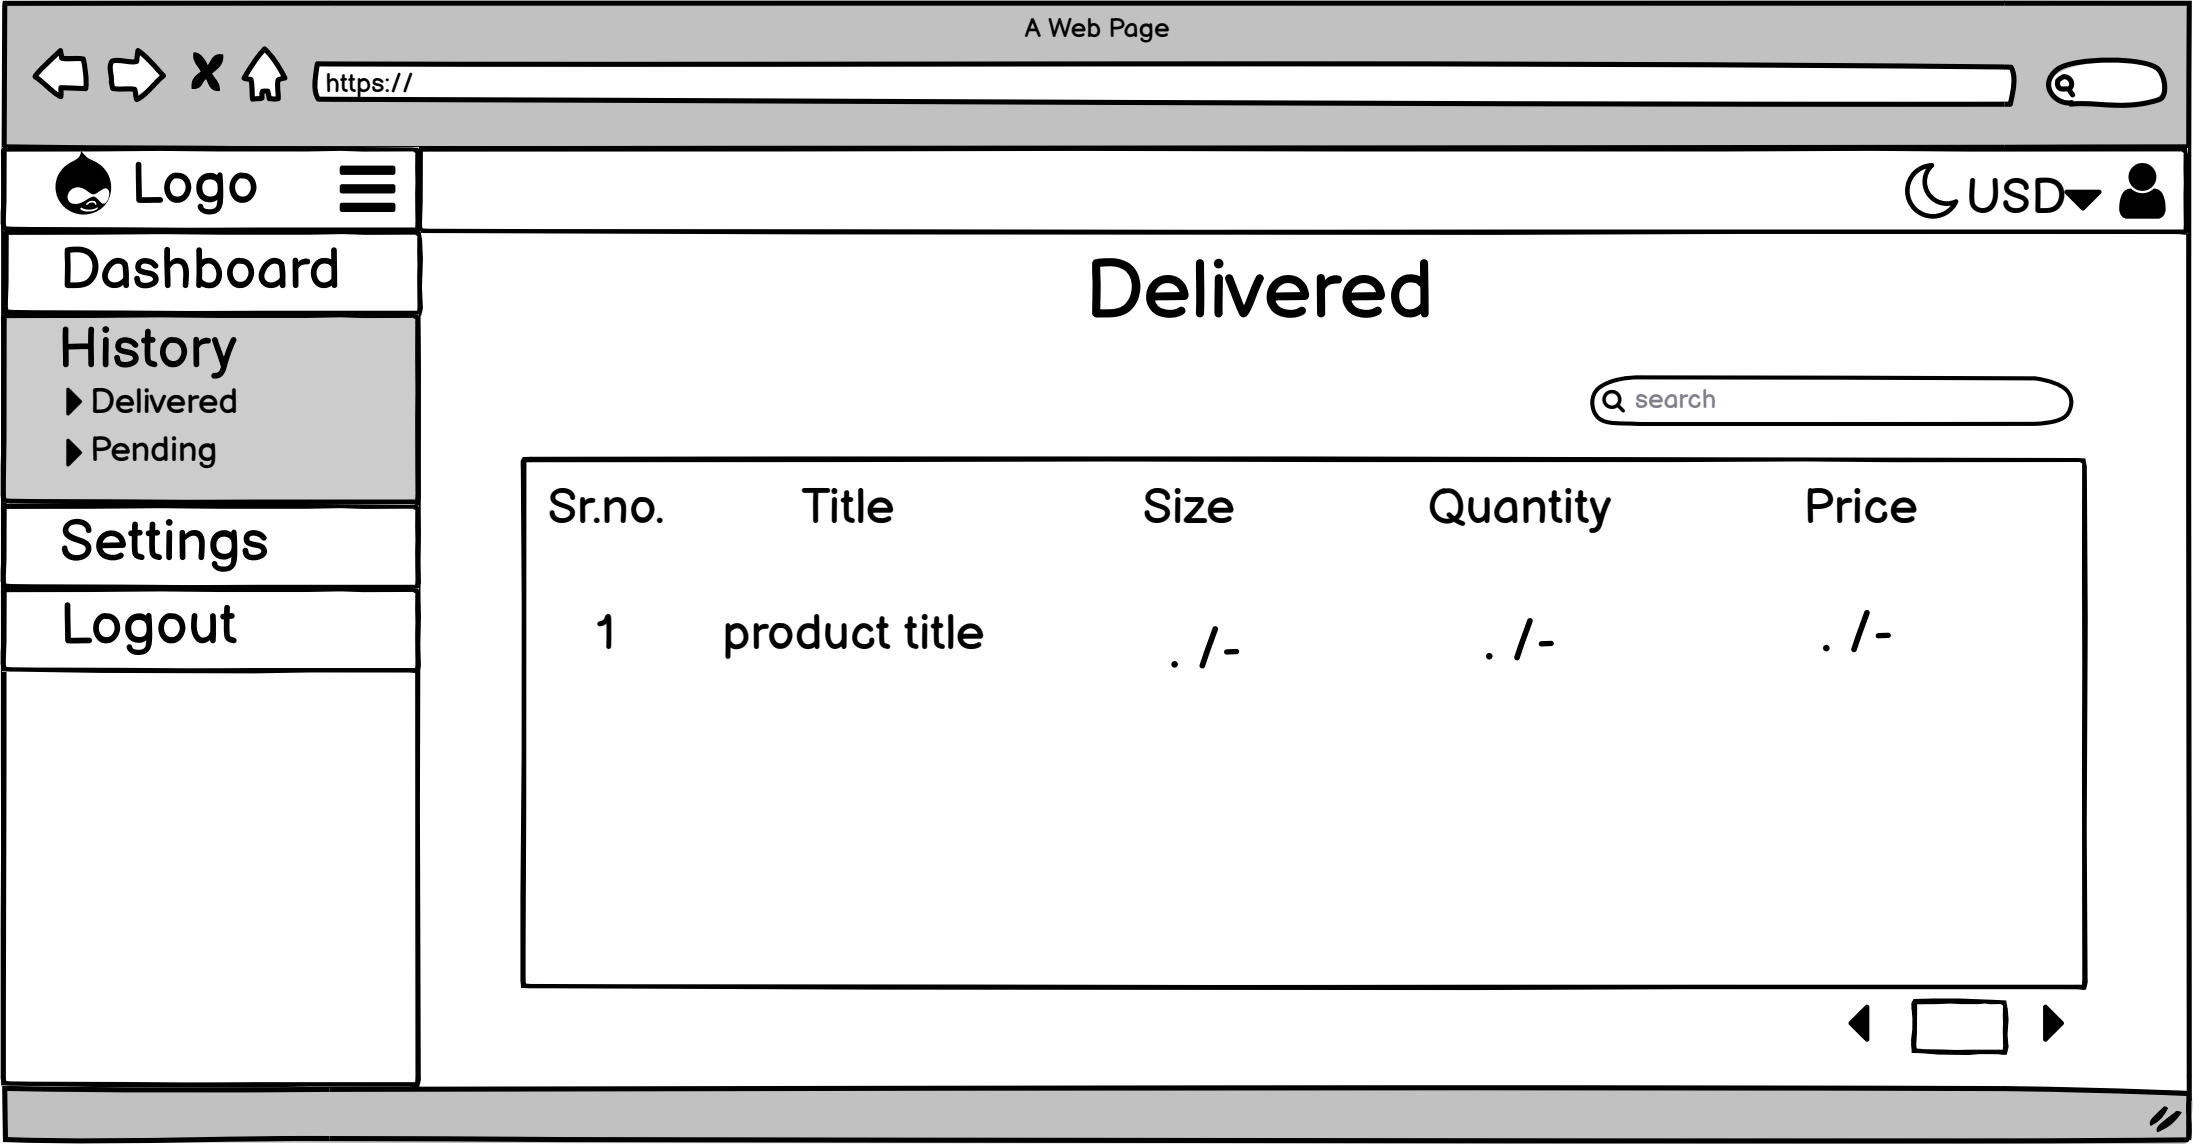 A Web Page
https://
Logo
USD
Dashboard
History
Delivered
Pending
Settings
Logout
Delivered
search
Sr.no. Title Size Quantity Price
1 product title . /- . /- . /-